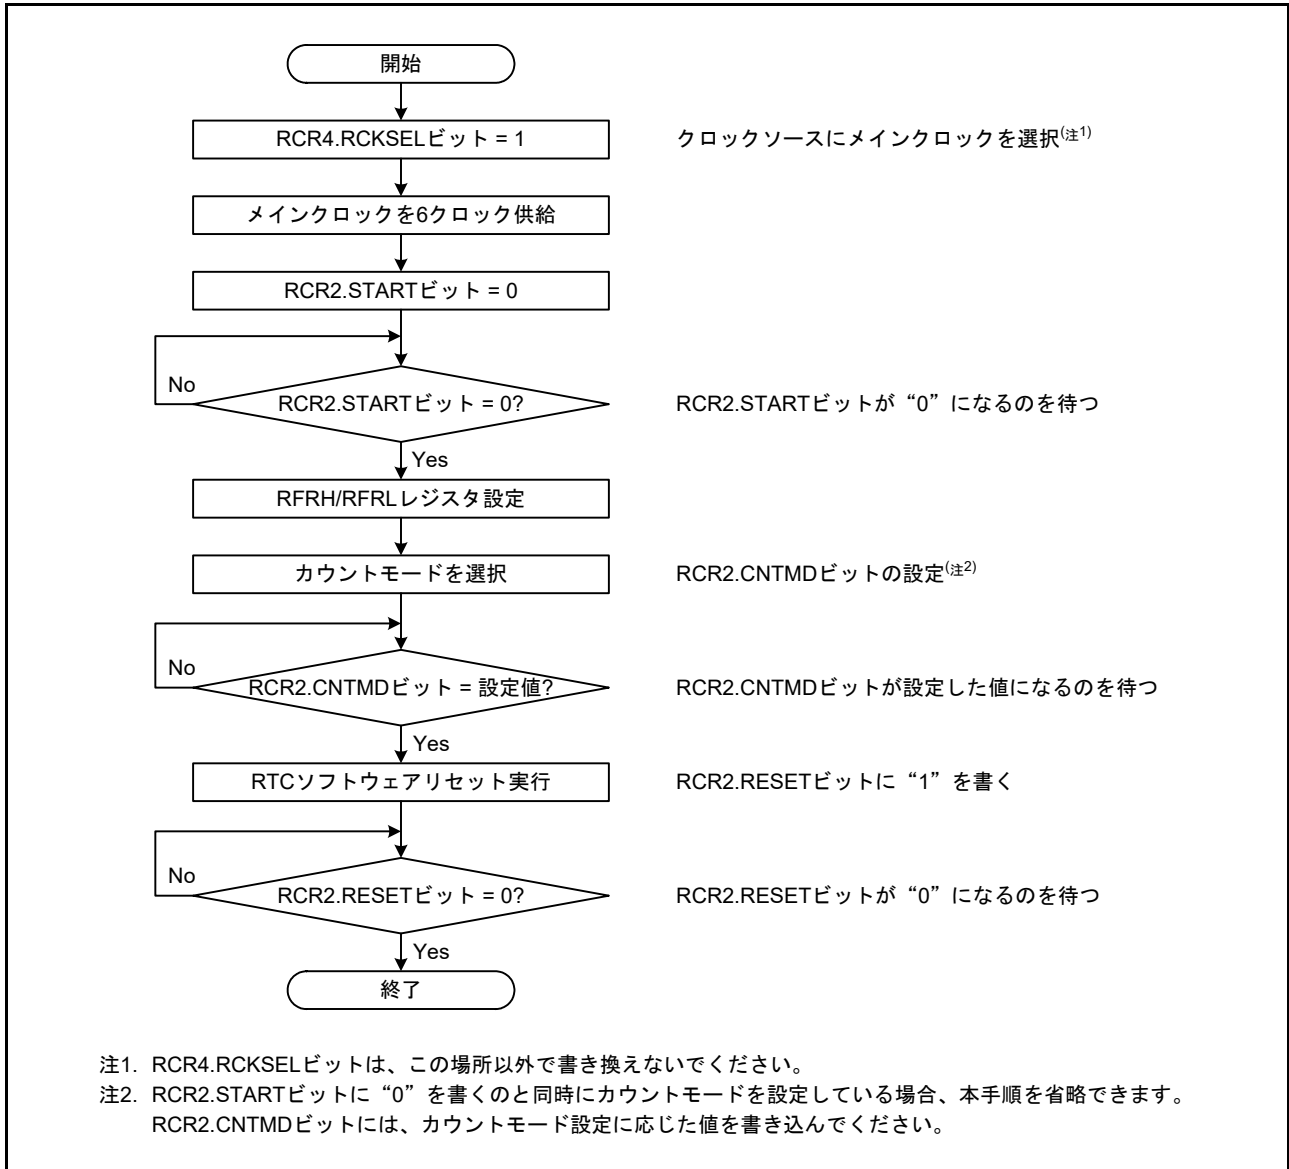 開始
RCR4.RCKSELビット = 1
クロックソースにメインクロックを選択(注1)
メインクロックを6クロック供給
RCR2.STARTビット = 0
No
RCR2.STARTビット = 0?
RCR2.STARTビットが“0”になるのを待つ
Yes
RFRH/RFRLレジスタ設定
カウントモードを選択
RCR2.CNTMDビットの設定(注2)
No
RCR2.CNTMDビット = 設定値?
RCR2.CNTMDビットが設定した値になるのを待つ
Yes
RTCソフトウェアリセット実行
RCR2.RESETビットに“1”を書く
No
RCR2.RESETビット = 0?
RCR2.RESETビットが“0”になるのを待つ
Yes
終了
注1. RCR4.RCKSELビットは、この場所以外で書き換えないでください。
注2. RCR2.STARTビットに“0”を書くのと同時にカウントモードを設定している場合、本手順を省略できます。
RCR2.CNTMDビットには、カウントモード設定に応じた値を書き込んでください。